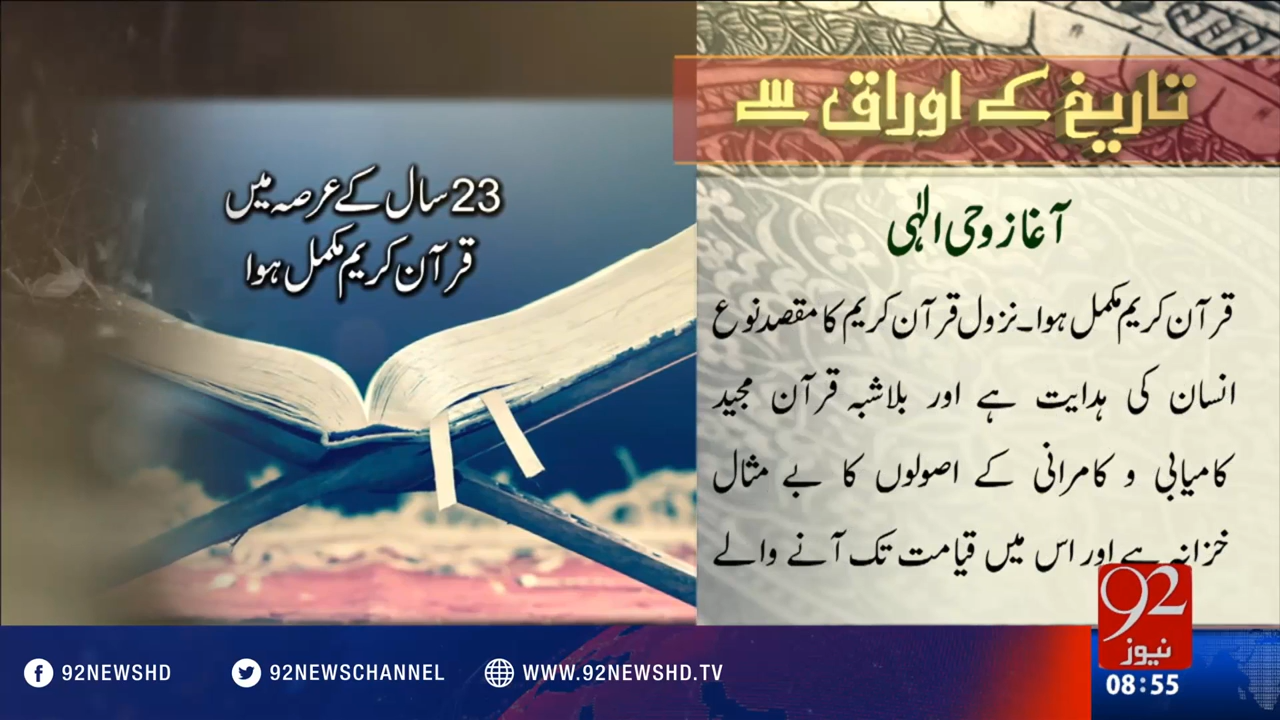 تاریخ کے اوراق سے
23 سال کے عرصہ میں
قرآن کریم مکمل ہوا
آغاز وحی الہٰی
قرآن کریم مکمل ہوا۔ نزول قرآن کریم کا مقصد نوع
انسان کی ہدایت ہے اور بلاشبہ قرآن مجید
کامیابی و کامرانی کے اصولوں کا بے مثال
خزانہ ہے اور اس میں قیامت تک آنے والے
92
نیوز
08:55
92NEWSHD
92NEWSCHANNEL
WWW.92NEWSHD.TV